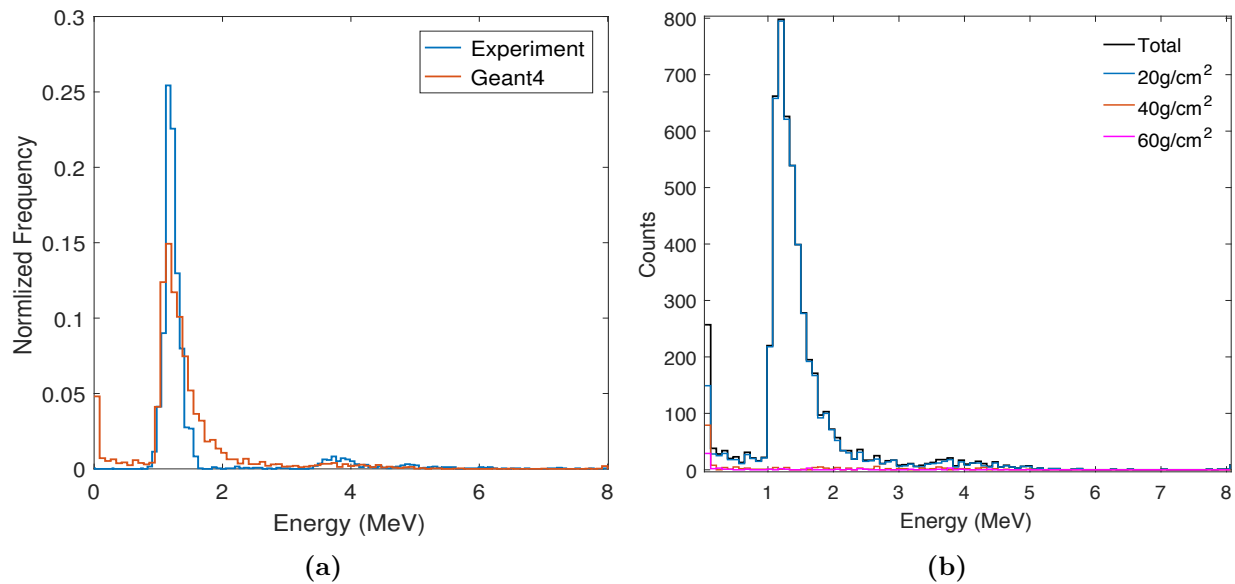 0.3
0.25
0.2
0.15
0.1
0.05
0
Normlized Frequency
Experiment
Geant4
0 2 4 6 8
Energy (MeV)
(a)
800
700
600
500
400
300
200
100
0
Counts
Total
20g/cm²
40g/cm²
60g/cm²
1 2 3 4 5 6 7 8
Energy (MeV)
(b)